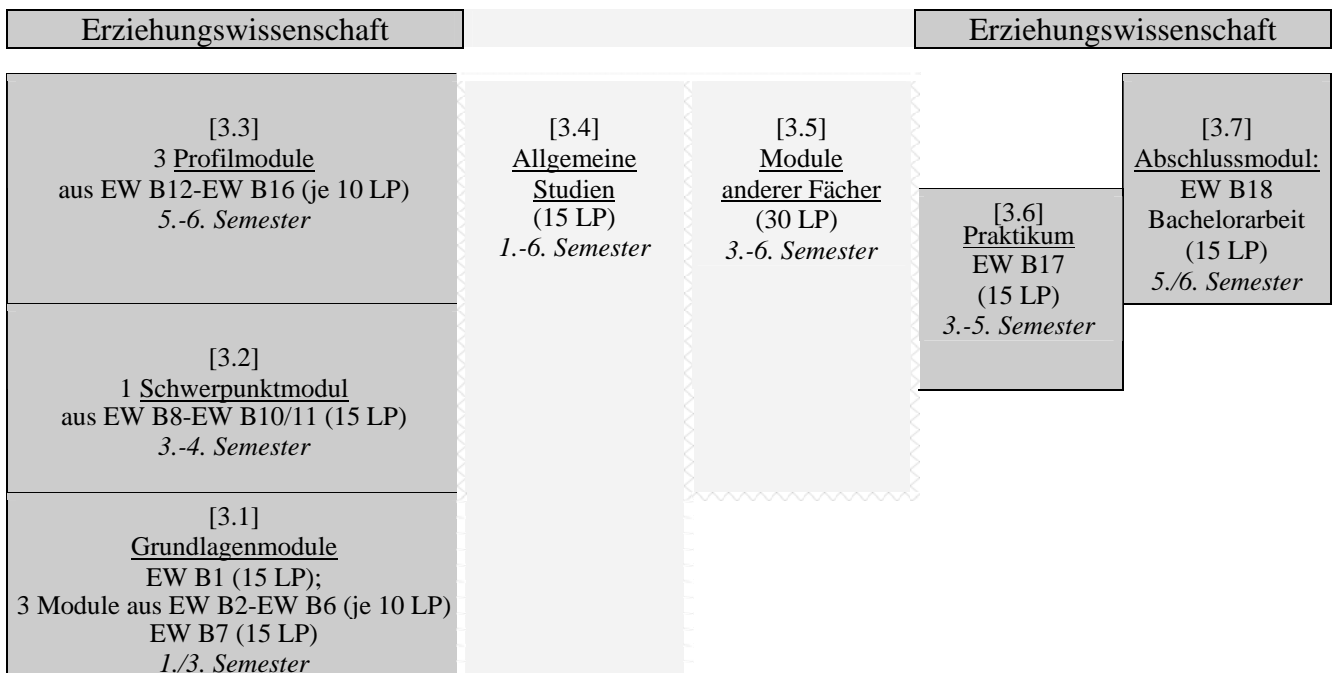 Erziehungswissenschaft
Erziehungswissenschaft
[3.3]
3 Profilmodule
aus EW B12-EW B16 (je 10 LP)
5.-6. Semester
[3.2]
1 Schwerpunktmodul
aus EW B8-EW B10/11 (15 LP)
3.-4. Semester
[3.1]
Grundlagenmodule
EW B1 (15 LP);
3 Module aus EW B2-EW B6 (je 10 LP)
EW B7 (15 LP)
1./3. Semester
[3.4]
Allgemeine
Studien
(15 LP)
1.-6. Semester
[3.5]
Module
anderer Fächer
(30 LP)
3.-6. Semester
[3.6]
Praktikum
EW B17
(15 LP)
3.-5. Semester
[3.7]
Abschlussmodul:
EW B18
Bachelorarbeit
(15 LP)
5./6. Semester